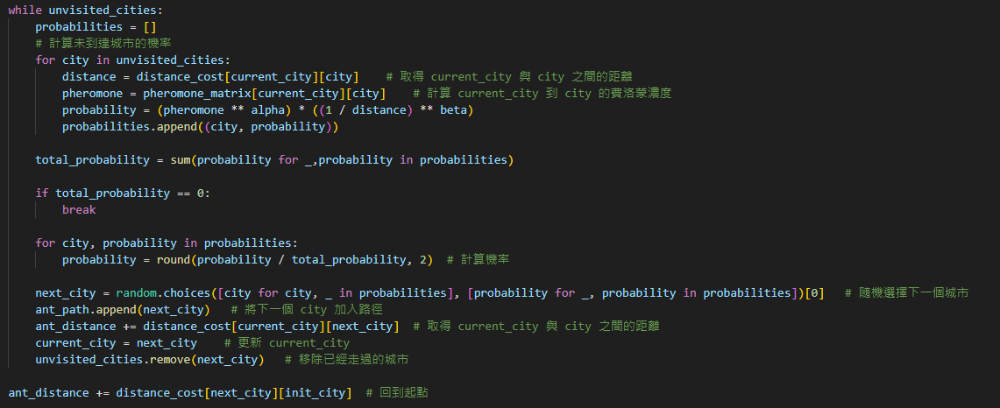 while unvisited_cities:
    probabilities = []
    # 計算未到達城市的機率
    for city in unvisited_cities:
        distance = distance_cost[current_city][city]    # 取得 current_city 與 city 之間的距離
        pheromone = pheromone_matrix[current_city][city]    # 計算 current_city 到 city 的費洛蒙濃度
        probability = (pheromone ** alpha) * ((1 / distance) ** beta)
        probabilities.append((city, probability))
    total_probability = sum(probability for _,probability in probabilities)
    if total_probability == 0:
        break
    for city, probability in probabilities:
        probability = round(probability / total_probability, 2)  # 計算機率
    next_city = random.choices([city for city, _ in probabilities], [probability for _, probability in probabilities])[0]   # 隨機選擇下一個城市
    ant_path.append(next_city)   # 將下一個 city 加入路徑
    ant_distance += distance_cost[current_city][next_city]  # 取得 current_city 與 city 之間的距離
    current_city = next_city    # 更新 current_city
    unvisited_cities.remove(next_city)   # 移除已經走過的城市
ant_distance += distance_cost[next_city][init_city]  # 回到起點